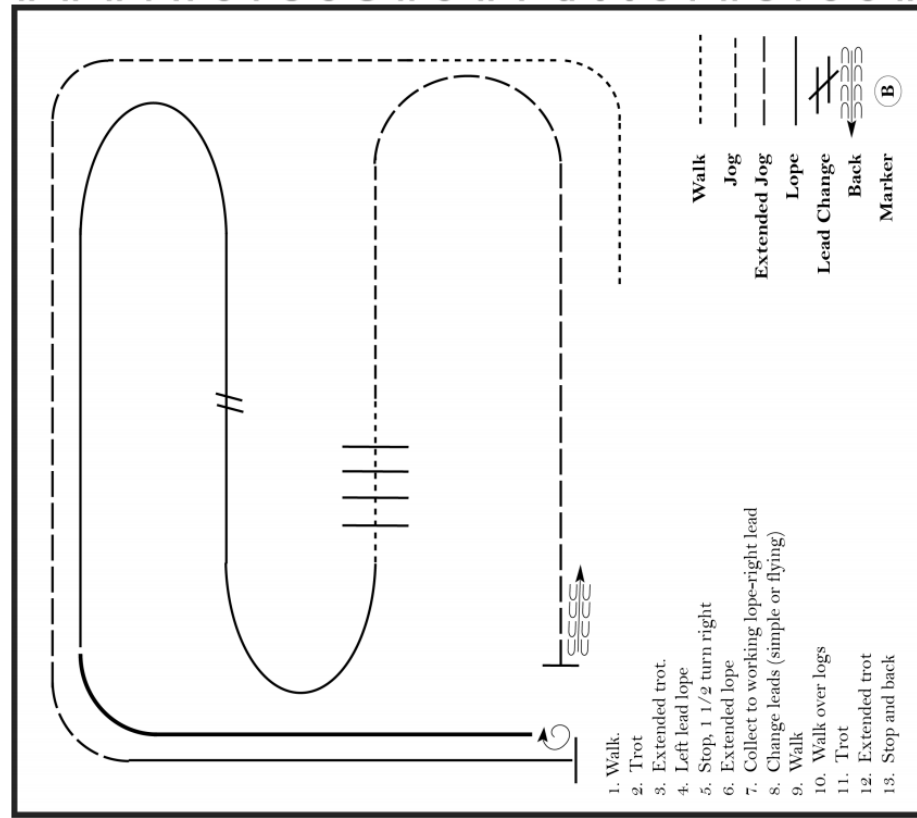 Walk
Jog
Extended Jog
Lope
Lead Change
Back
Marker
B
1. Walk.
2. Trot
3. Extended trot.
4. Left lead lope
5. Stop, 1 1/2 turn right
6. Extended lope
7. Collect to working lope-right lead
8. Change leads (simple or flying)
9. Walk
10. Walk over logs
11. Trot
12. Extended trot
13. Stop and back